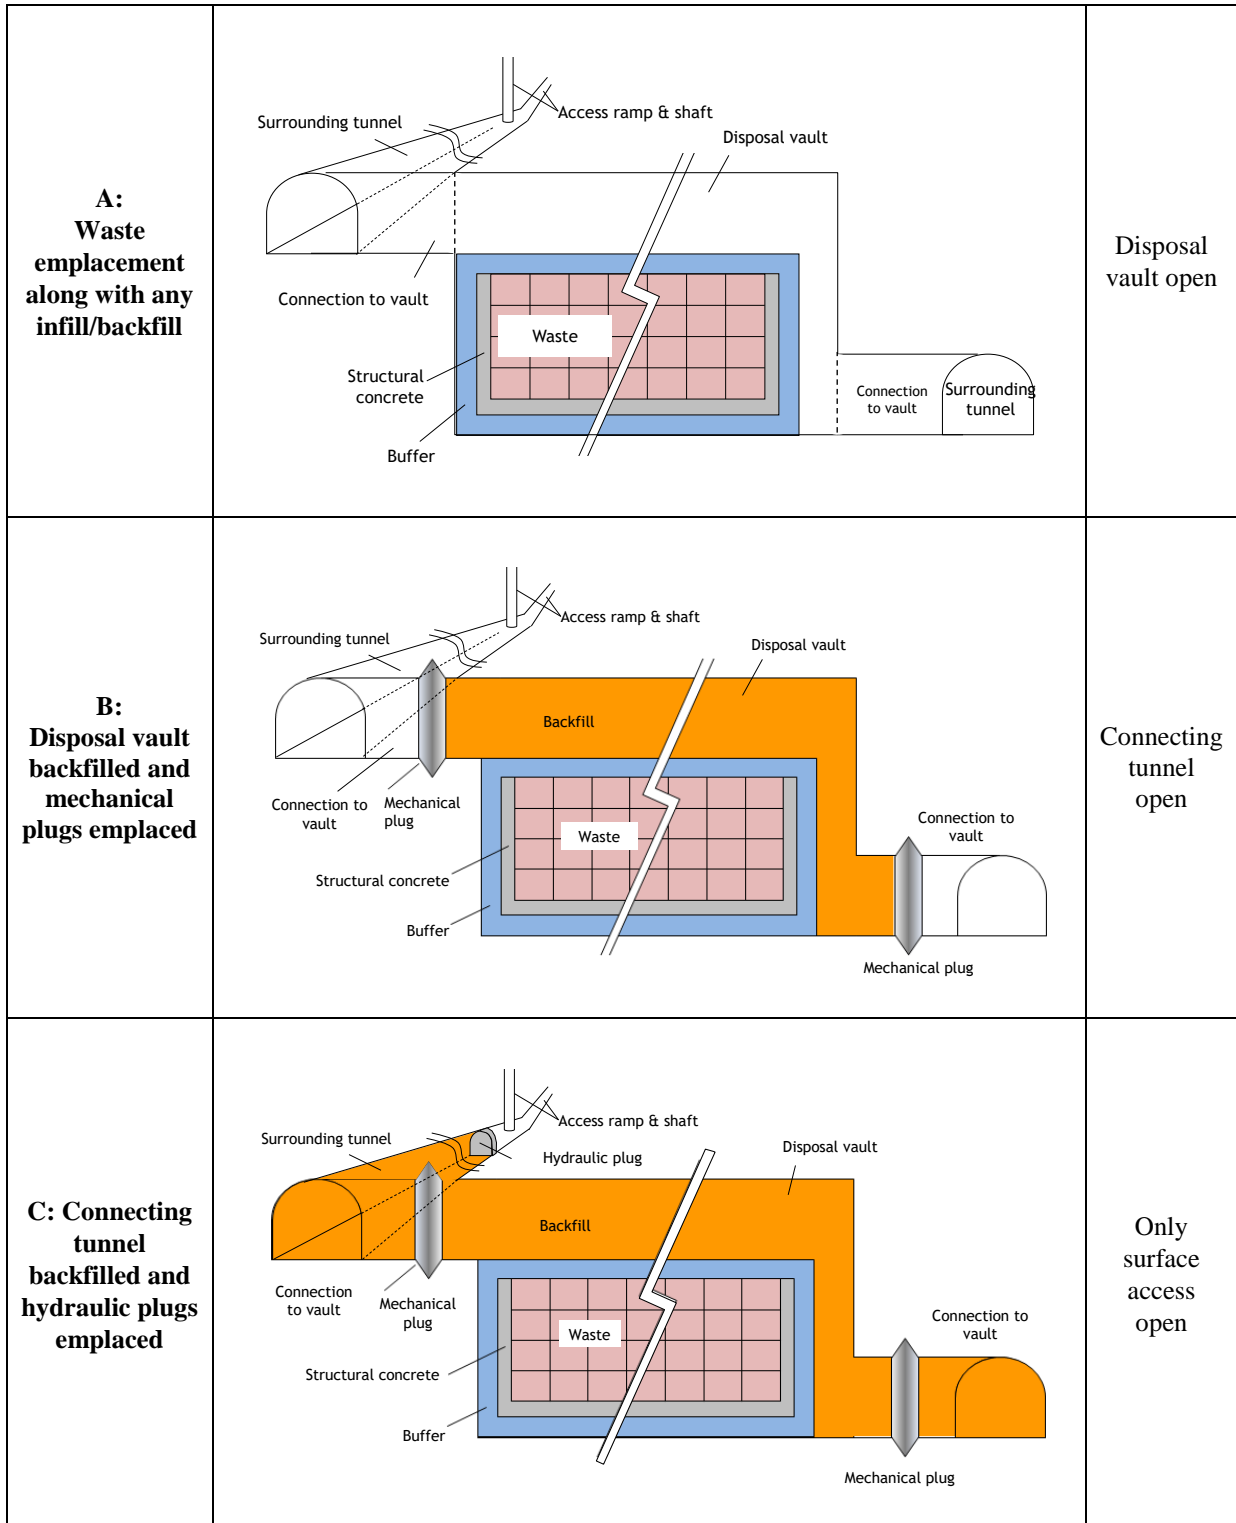 A:
Waste
emplacement
along with any
infill/backfill
Access ramp & shaft
Surrounding tunnel
Disposal vault
Connection to vault
Waste
Structural
concrete
Buffer
Connection
to vault
Surrounding
tunnel
Disposal
vault open
B:
Disposal vault
backfilled and
mechanical
plugs emplaced
Access ramp & shaft
Surrounding tunnel
Disposal vault
Backfill
Connection to
vault
Mechanical
plug
Waste
Connection to
vault
Structural concrete
Buffer
Mechanical plug
Connecting
tunnel
open
C: Connecting
tunnel
backfilled and
hydraulic plugs
emplaced
Access ramp & shaft
Surrounding tunnel
Hydraulic plug
Disposal vault
Backfill
Connection
to vault
Mechanical
plug
Waste
Connection to
vault
Structural concrete
Buffer
Mechanical plug
Only
surface
access
open